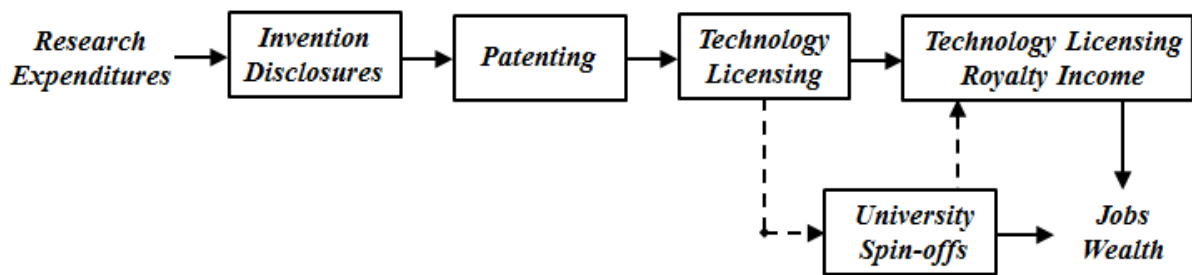 Research
Expenditures
Invention
Disclosures
Patenting
Technology
Licensing
Technology Licensing
Royalty Income
University
Spin-offs
Jobs
Wealth